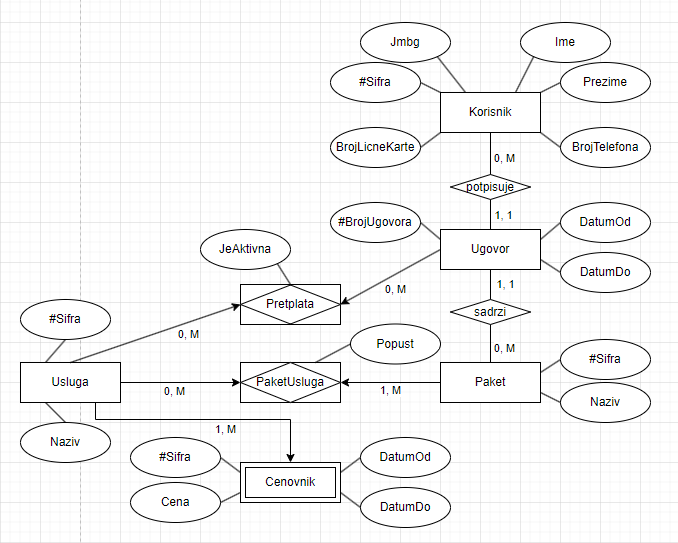 Jmbg
Ime
#Sifra
Prezime
Korisnik
BrojLicneKarte
BrojTelefona
0, M
potpisuje
1, 1
#BrojUgovora
DatumOd
JeAktivna
Ugovor
DatumDo
0, M
1, 1
Pretplata
sadrzi
#Sifra
0, M
Popust
0, M
#Sifra
Usluga
0, M
PaketUsluga
1, M
Paket
Naziv
1, M
Naziv
#Sifra
DatumOd
Cenovnik
Cena
DatumDo